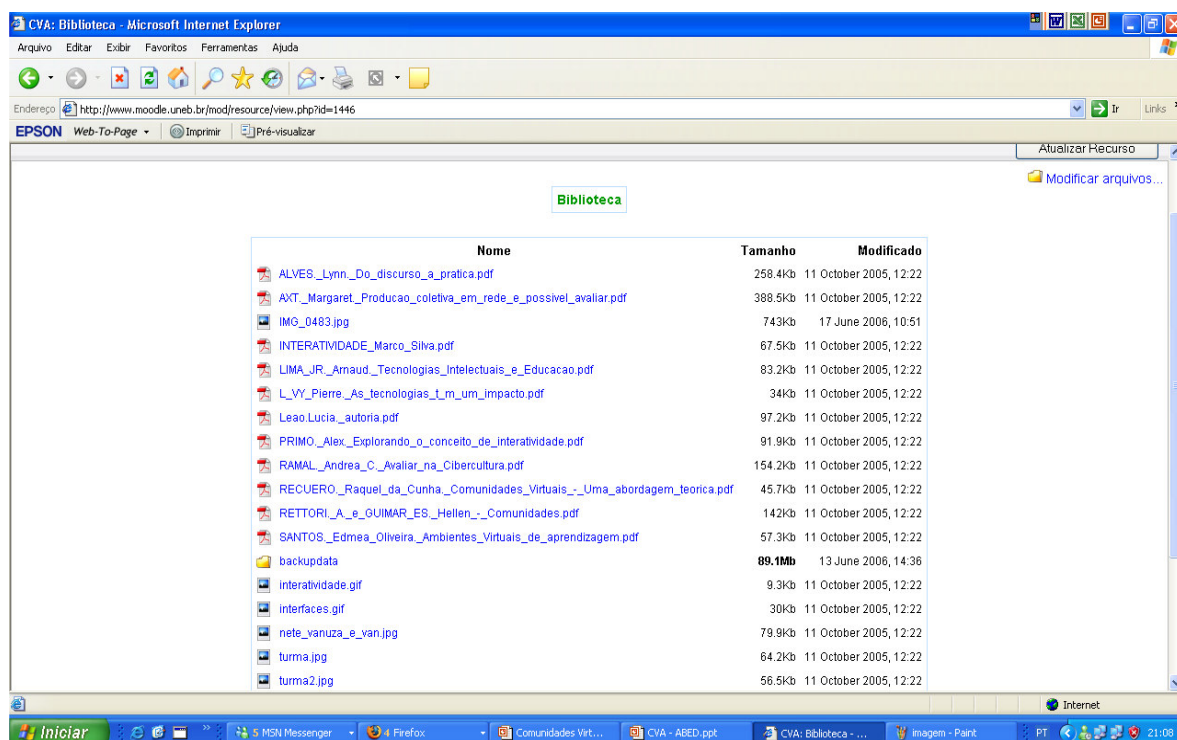 CVA: Biblioteca - Microsoft Internet Explorer
Arquivo Editar Exibir Favoritos Ferramentas Ajuda
Endereço http://www.moodle.uneb.br/mod/resource/view.php?id=1446 Ir Links
EPSON Web-To-Page Imprimir Pré-visualizar
Atualizar Recurso
Modificar arquivos...
Biblioteca
Nome Tamanho Modificado
ALVES._Lynn._Do_discurso_a_pratica.pdf 258.4Kb 11 October 2005, 12:22
AXT._Margaret._Producao_coletiva_em_rede_e_possivel_avaliar.pdf 388.5Kb 11 October 2005, 12:22
IMG_0483.jpg 743Kb 17 June 2006, 10:51
INTERATIVIDADE_Marco_Silva.pdf 67.5Kb 11 October 2005, 12:22
LIMA_JR._Arnaud._Tecnologias_Intelectuais_e_Educacao.pdf 83.2Kb 11 October 2005, 12:22
L_VY_Pierre._As_tecnologias_t_m_um_impacto.pdf 34Kb 11 October 2005, 12:22
Leao.Lucia._autoria.pdf 97.2Kb 11 October 2005, 12:22
PRIMO._Alex._Explorando_o_conceito_de_interatividade.pdf 91.9Kb 11 October 2005, 12:22
RAMAL._Andrea_C._Avaliar_na_Cibercultura.pdf 154.2Kb 11 October 2005, 12:22
RECUERO._Raquel_da_Cunha._Comunidades_Virtuais_-_Uma_abordagem_teorica.pdf 45.7Kb 11 October 2005, 12:22
RETTORI._A._e_GUIMAR_ES._Hellen_-_Comunidades.pdf 142Kb 11 October 2005, 12:22
SANTOS._Edmea_Oliveira._Ambientes_Virtuais_de_aprendizagem.pdf 57.3Kb 11 October 2005, 12:22
backupdata 89.1Mb 13 June 2006, 14:36
interatividade.gif 9.3Kb 11 October 2005, 12:22
interfaces.gif 30Kb 11 October 2005, 12:22
nete_vanuza_e_van.jpg 79.9Kb 11 October 2005, 12:22
turma.jpg 64.2Kb 11 October 2005, 12:22
turma2.jpg 56.5Kb 11 October 2005, 12:22
Internet
Iniciar 5 MSN Messenger 4 Firefox Comunidades Virt... CVA - ABED.ppt CVA: Biblioteca - ... imagem - Paint PT 21:08